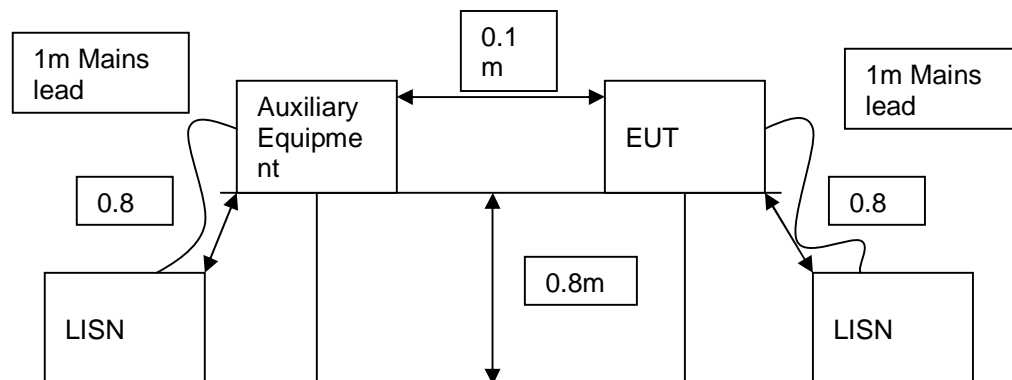 0.1
m
1m Mains
lead
1m Mains
lead
Auxiliary
Equipme
nt
EUT
0.8
0.8
0.8m
LISN
LISN